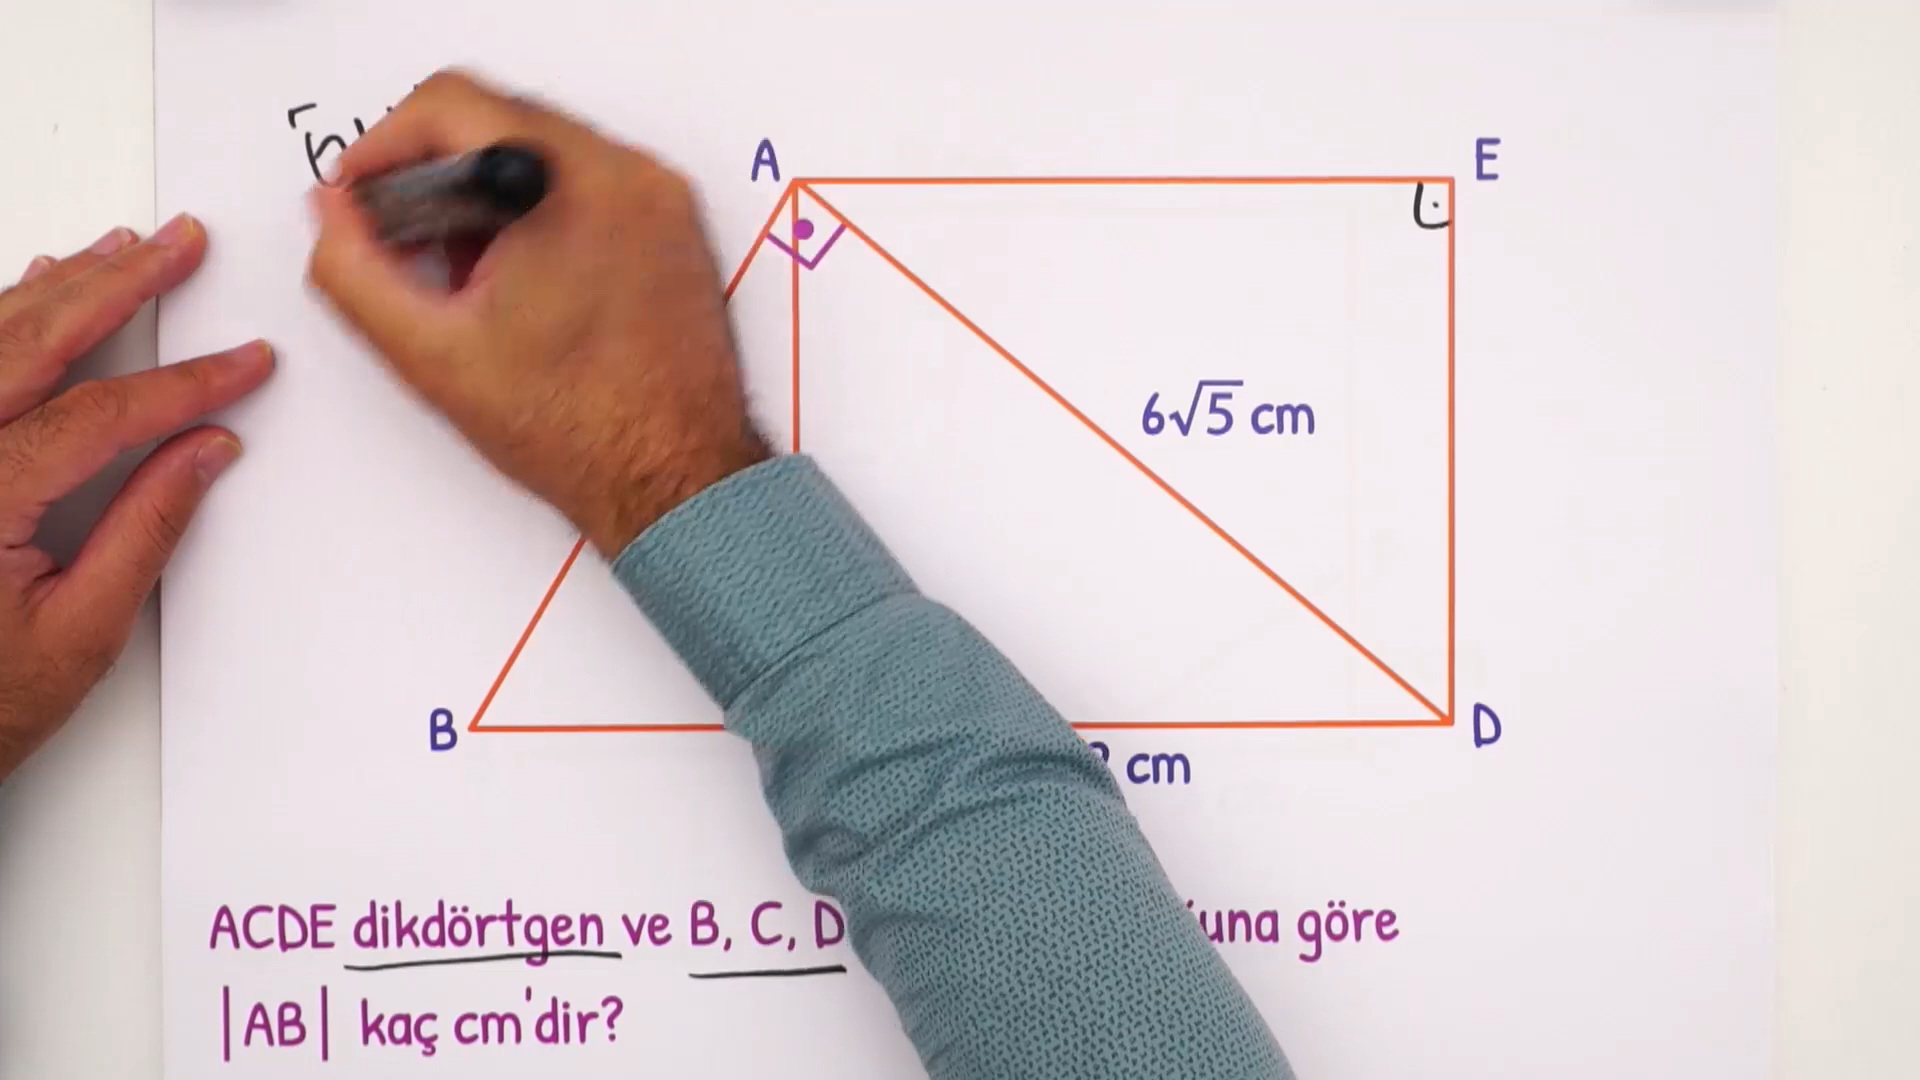 A
E
6√5 cm
B
D
cm
ACDE dikdörtgen ve B, C, D una göre
|AB| kaç cm'dir?